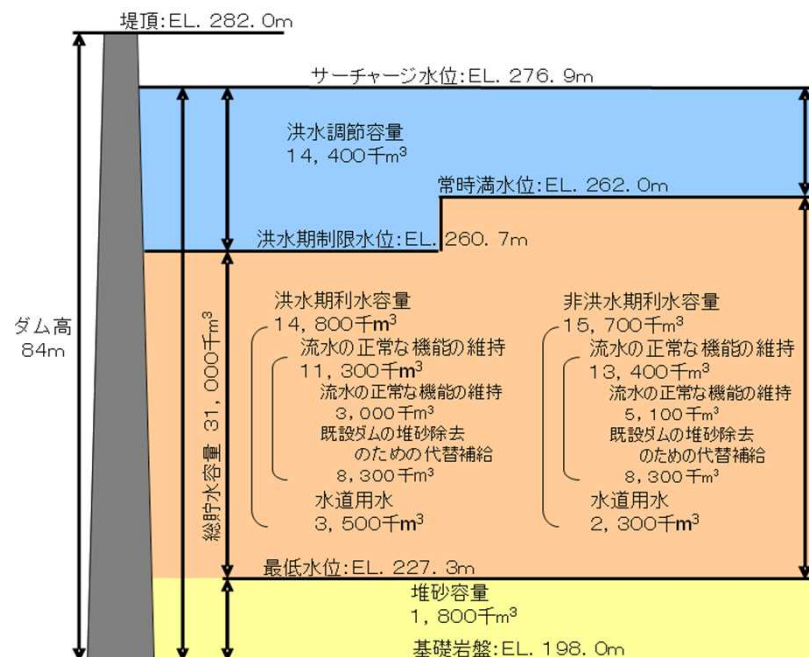 堤頂:EL. 282. 0m
サーチャージ水位:EL. 276. 9m
洪水調節容量
14, 400千m³
常時満水位:EL. 262. 0m
洪水期制限水位:EL. 260. 7m
ダム高
84m
総貯水容量 31, 000千m³
洪水期利水容量
14, 800千m³
流水の正常な機能の維持
11, 300千m³
流水の正常な機能の維持
3, 000千m³
既設ダムの堆砂除去
のための代替補給
8, 300千m³
水道用水
3, 500千m³
非洪水期利水容量
15, 700千m³
流水の正常な機能の維持
13, 400千m³
流水の正常な機能の維持
5, 100千m³
既設ダムの堆砂除去
のための代替補給
8, 300千m³
水道用水
2, 300千m³
最低水位:EL. 227. 3m
堆砂容量
1, 800千m³
基礎岩盤:EL. 198. 0m